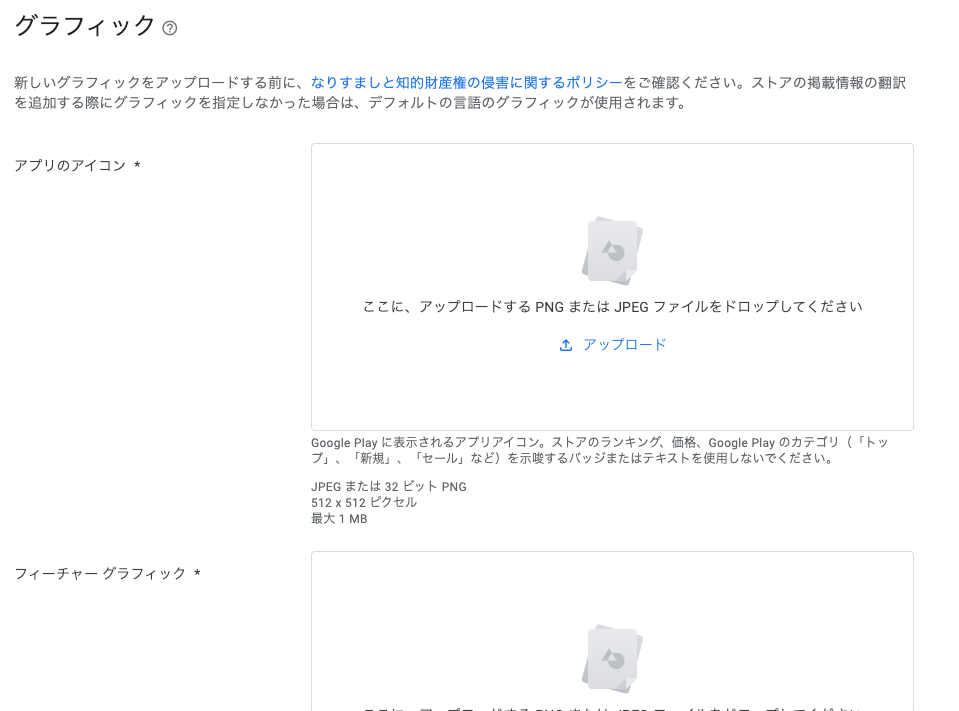 グラフィック
新しいグラフィックをアップロードする前に、なりすましと知的財産権の侵害に関するポリシーをご確認ください。ストアの掲載情報の翻訳
を追加する際にグラフィックを指定しなかった場合は、デフォルトの言語のグラフィックが使用されます。
アプリのアイコン *
ここに、アップロードする PNG または JPEG ファイルをドロップしてください
アップロード
Google Play に表示されるアプリアイコン。ストアのランキング、価格、Google Play のカテゴリ（「トッ
プ」、「新規」、「セール」など）を示唆するバッジまたはテキストを使用しないでください。
JPEG または 32 ビット PNG
512 x 512 ピクセル
最大 1 MB
フィーチャー グラフィック *